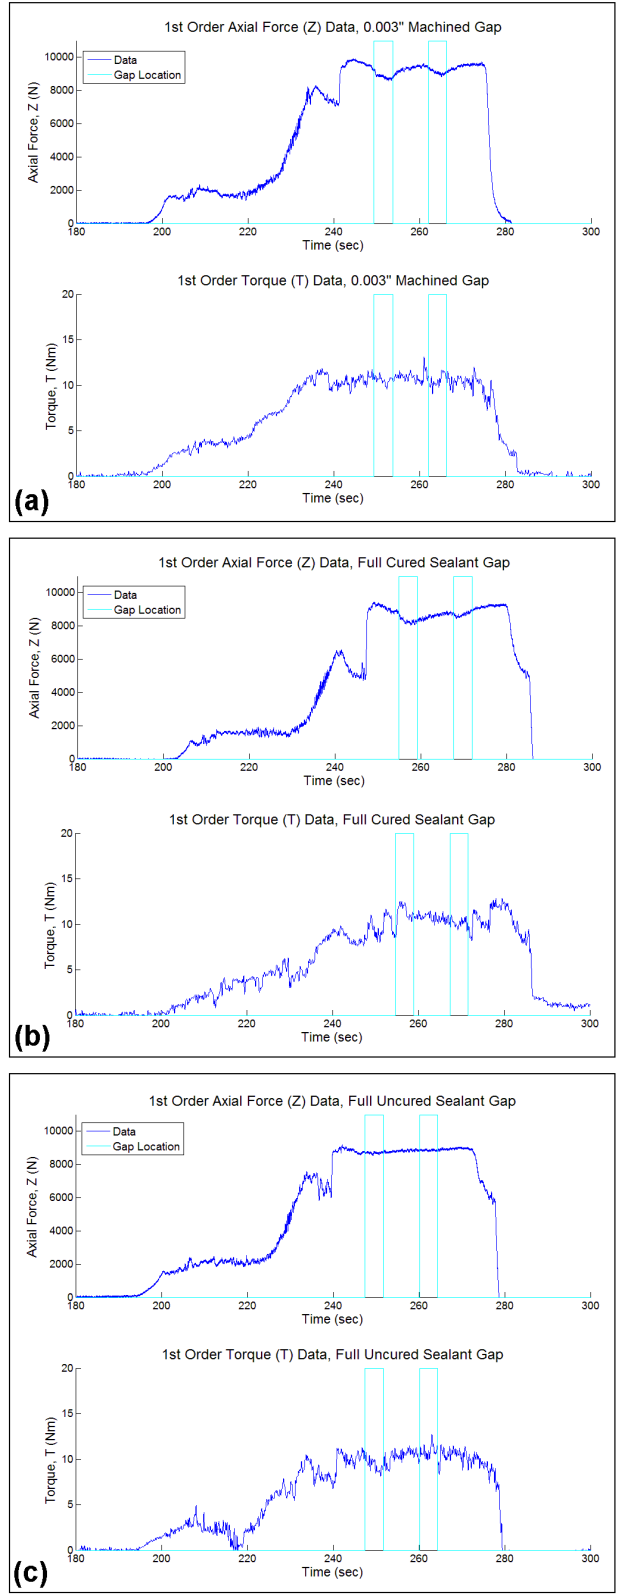 1st Order Axial Force (Z) Data, 0.003" Machined Gap
Data
Gap Location
Axial Force, Z (N)
10000
8000
6000
4000
2000
0
180 200 220 240 260 280 300
Time (sec)
1st Order Torque (T) Data, 0.003" Machined Gap
Torque, T (Nm)
20
15
10
5
0
180 200 220 240 260 280 300
Time (sec)
(a)
1st Order Axial Force (Z) Data, Full Cured Sealant Gap
Data
Gap Location
Axial Force, Z (N)
10000
8000
6000
4000
2000
0
180 200 220 240 260 280 300
Time (sec)
1st Order Torque (T) Data, Full Cured Sealant Gap
Torque, T (Nm)
20
15
10
5
0
180 200 220 240 260 280 300
Time (sec)
(b)
1st Order Axial Force (Z) Data, Full Uncured Sealant Gap
Data
Gap Location
Axial Force, Z (N)
10000
8000
6000
4000
2000
0
180 200 220 240 260 280 300
Time (sec)
1st Order Torque (T) Data, Full Uncured Sealant Gap
Torque, T (Nm)
20
15
10
5
0
180 200 220 240 260 280 300
Time (sec)
(c)